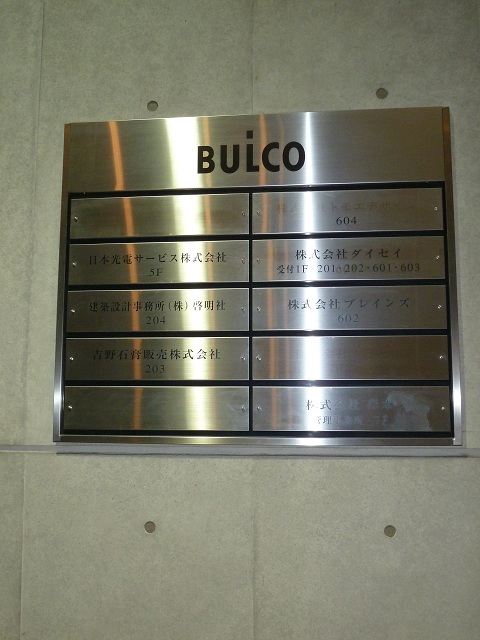 BUiLCO
604
日本光電サービス株式会社
5F
株式会社ダイセイ
受付1F・201・202・601・603
建築設計事務所(株)啓明社
204
株式会社ブレインズ
602
吉野石膏販売株式会社
203
株式会社